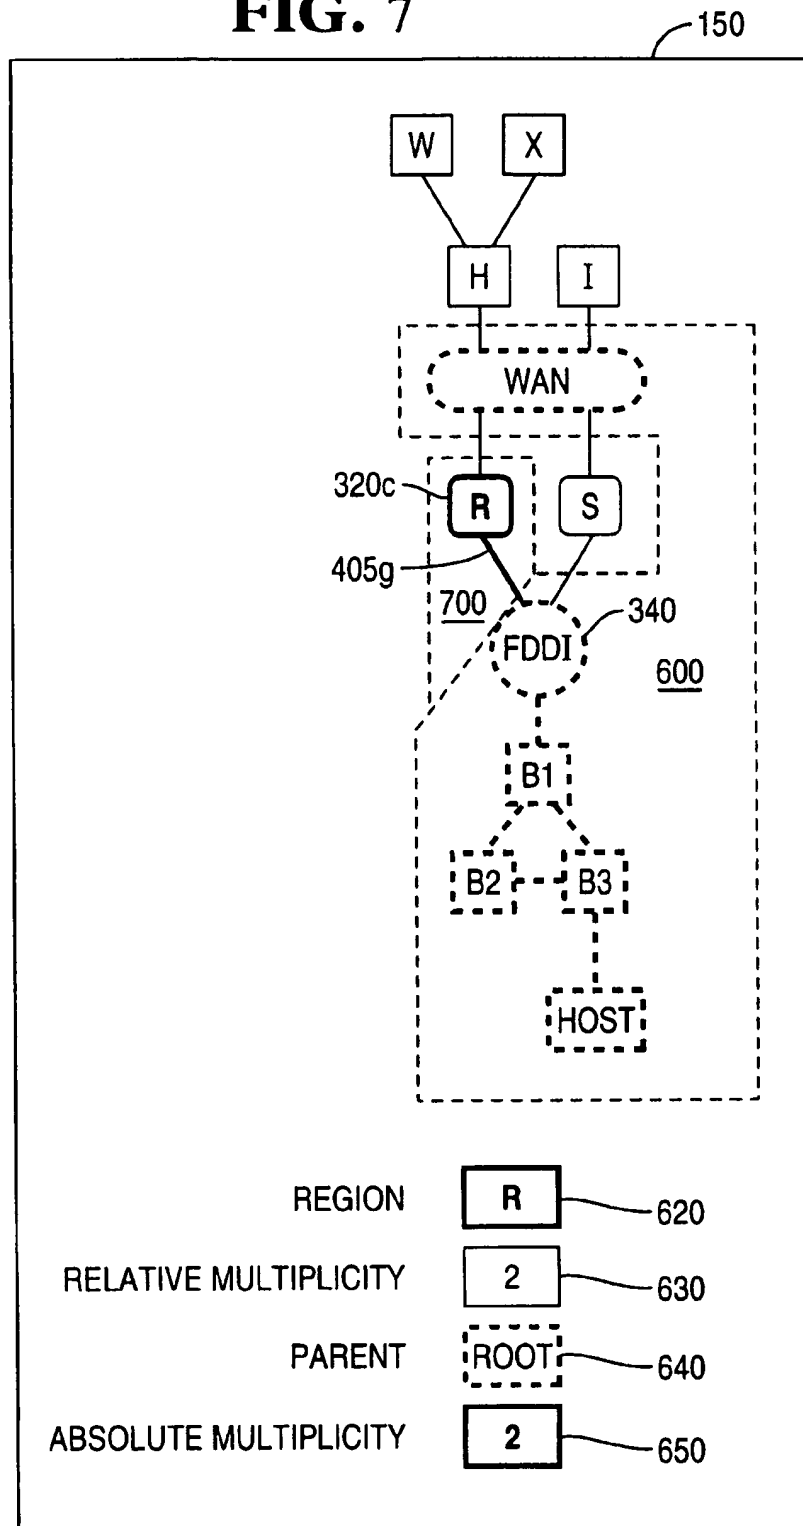 FIG. 7
150
W X
H I
WAN
320c R S
405g
700 340
FDDI
600
B1
B2 B3
HOST
REGION R 620
RELATIVE MULTIPLICITY 2 630
PARENT ROOT 640
ABSOLUTE MULTIPLICITY 2 650